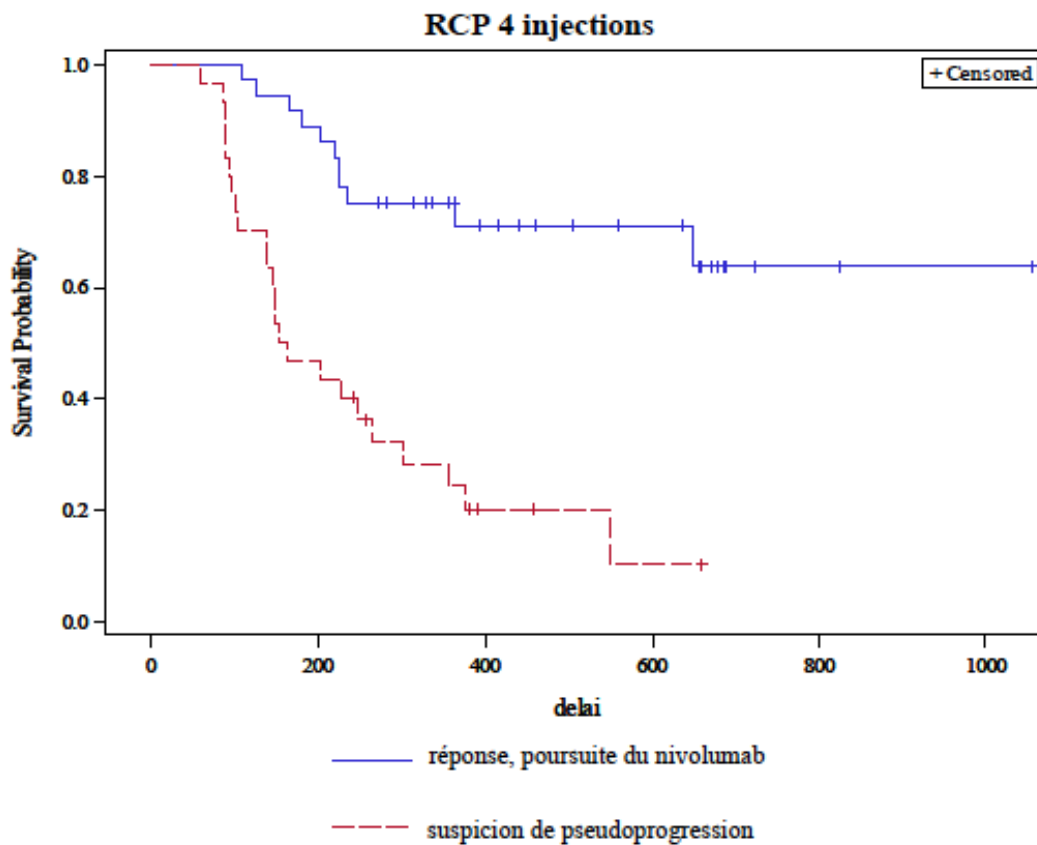 RCP 4 injections
+ Censored
1.0
0.8
0.6
0.4
0.2
0.0
Survival Probability
0 200 400 600 800 1000
delai
réponse, poursuite du nivolumab
suspicion de pseudoprogression